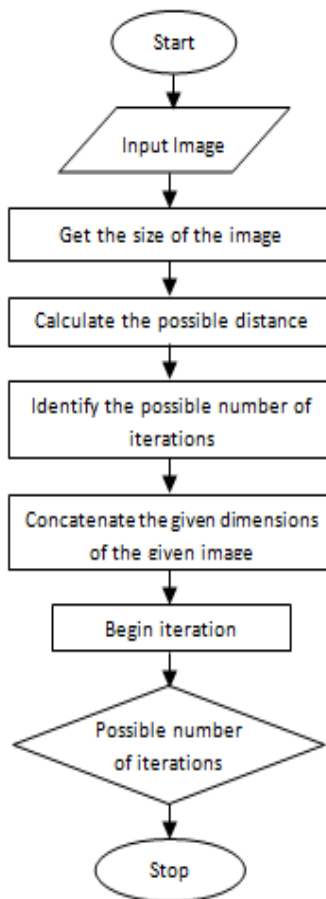 Start
Input Image
Get the size of the image
Calculate the possible distance
Identify the possible number of
iterations
Concatenate the given dimensions
of the given image
Begin iteration
Possible number
of iterations
Stop